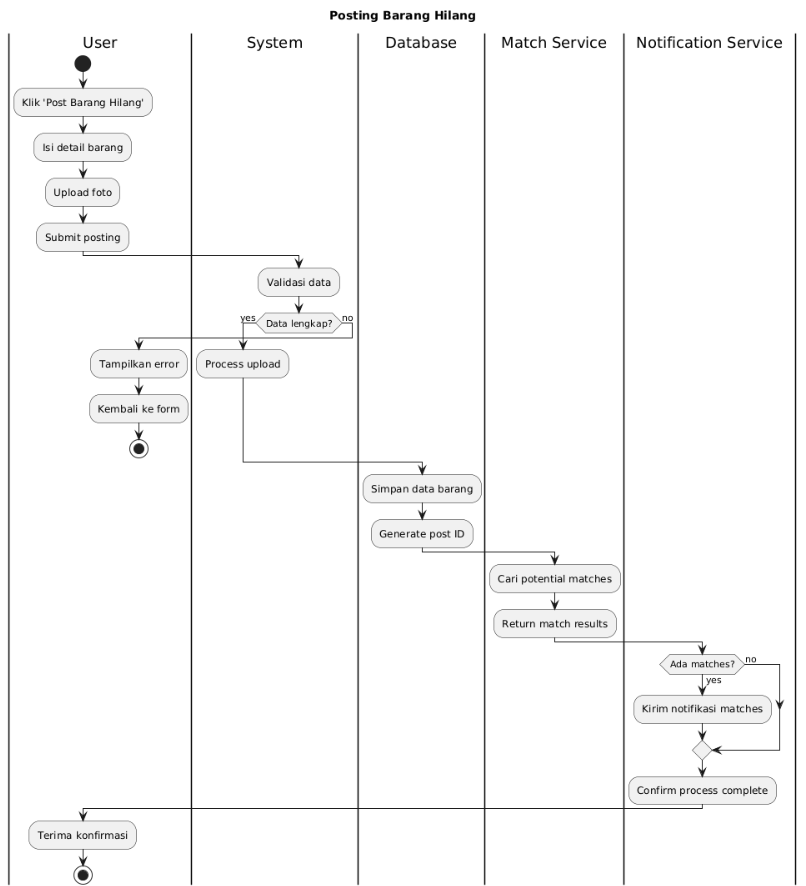 Posting Barang Hilang
User
System
Database
Match Service
Notification Service
Klik 'Post Barang Hilang'
Isi detail barang
Upload foto
Submit posting
Validasi data
yes
Data lengkap?
no
Tampilkan error
Process upload
Kembali ke form
Simpan data barang
Generate post ID
Cari potential matches
Return match results
Ada matches?
no
yes
Kirim notifikasi matches
Confirm process complete
Terima konfirmasi